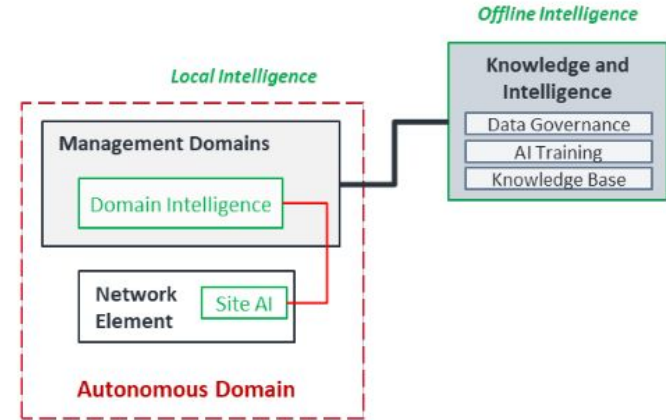 Offline Intelligence
Local Intelligence
Knowledge and
Intelligence
Data Governance
AI Training
Knowledge Base
Management Domains
Domain Intelligence
Network
Element
Site AI
Autonomous Domain